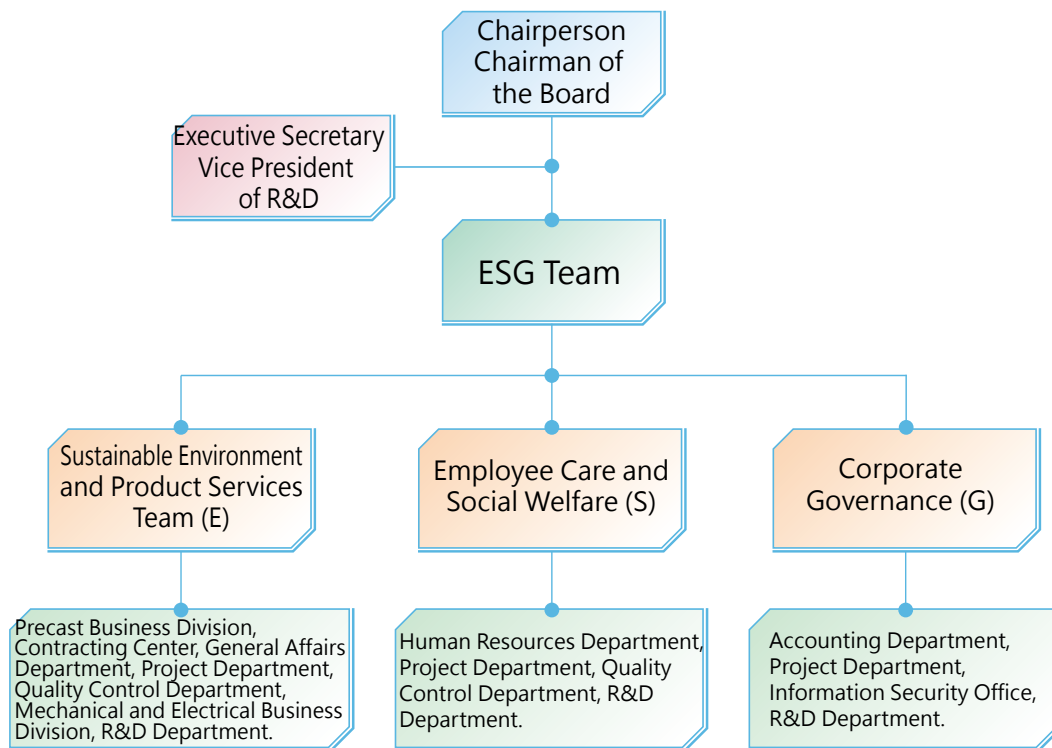 Chairperson
Chairman of
the Board
Executive Secretary
Vice President
of R&D
ESG Team
Sustainable Environment
and Product Services
Team (E)
Employee Care and
Social Welfare (S)
Corporate
Governance (G)
Precast Business Division,
Contracting Center, General Affairs
Department, Project Department,
Quality Control Department,
Mechanical and Electrical Business
Division, R&D Department.
Human Resources Department,
Project Department, Quality
Control Department, R&D
Department.
Accounting Department,
Project Department,
Information Security Office,
R&D Department.